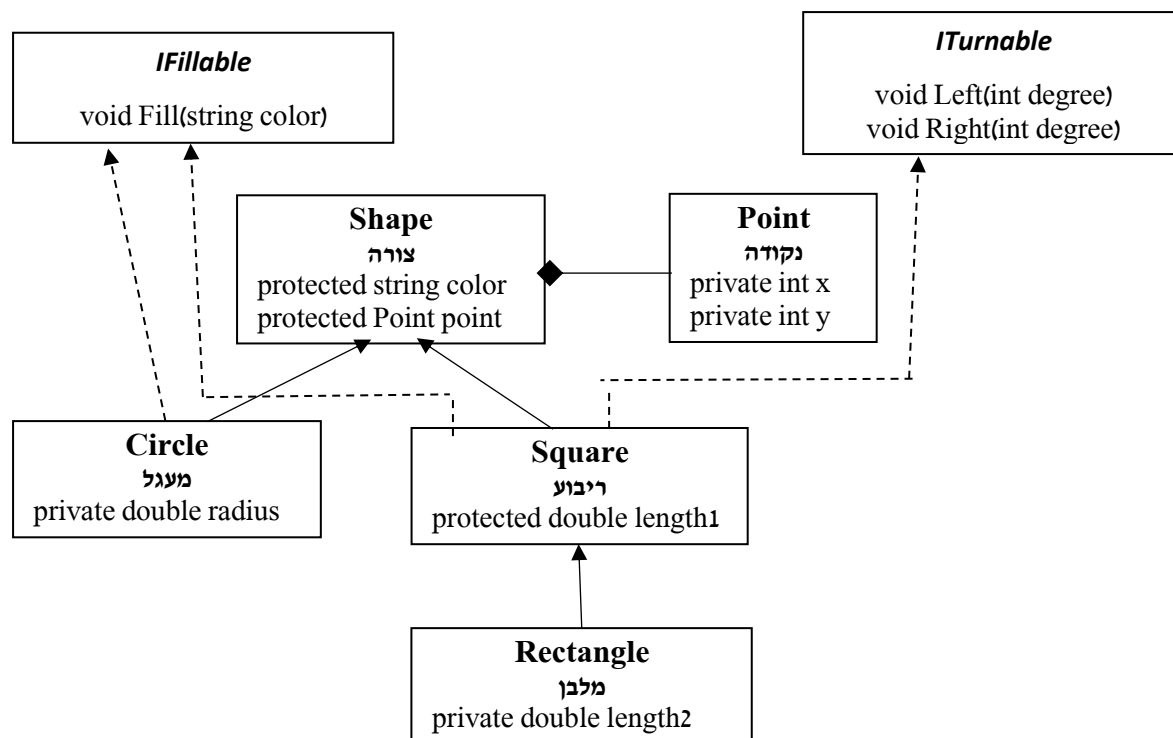 IFillable
void Fill(string color)
ITurnable
void Left(int degree)
void Right(int degree)
Shape
צורה
protected string color
protected Point point
Point
נקודה
private int x
private int y
Circle
מעגל
private double radius
Square
ריבוע
protected double length1
Rectangle
מלבן
private double length2